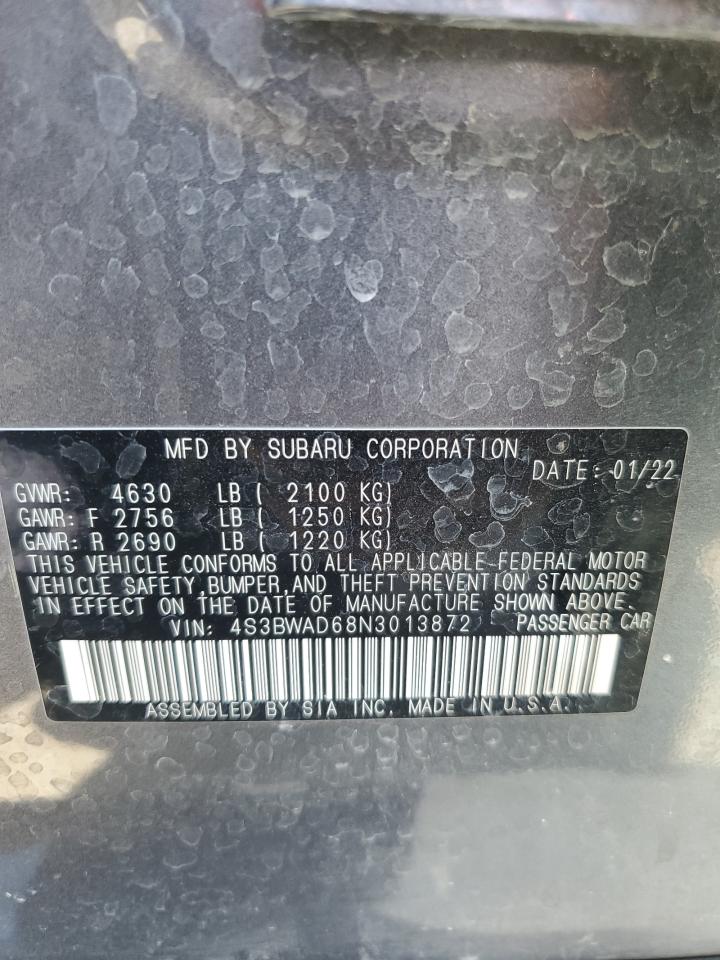 MFD BY SUBARU CORPORATION
DATE: 01/22
GVWR: 4630 LB ( 2100 KG)
GAWR: F 2756 LB ( 1250 KG)
GAWR: R 2690 LB ( 1220 KG)
THIS VEHICLE CONFORMS TO ALL APPLICABLE FEDERAL MOTOR
VEHICLE SAFETY, BUMPER, AND THEFT PREVENTION STANDARDS
IN EFFECT ON THE DATE OF MANUFACTURE SHOWN ABOVE.
VIN: 4S3BWAD68N3013872 PASSENGER CAR
ASSEMBLED BY SIA INC. MADE IN U.S.A.